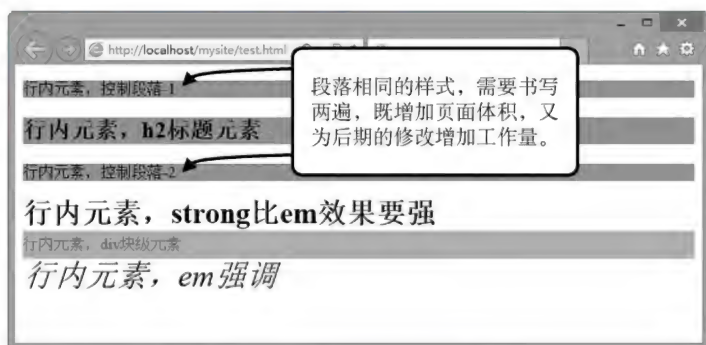 http://localhost/mysite/test.html
行内元素，控制段落-1
段落相同的样式，需要书写
两遍，既增加页面体积，又
为后期的修改增加工作量。
行内元素，h2标题元素
行内元素，控制段落-2
行内元素，strong比em效果要强
行内元素，div块级元素
行内元素，em强调